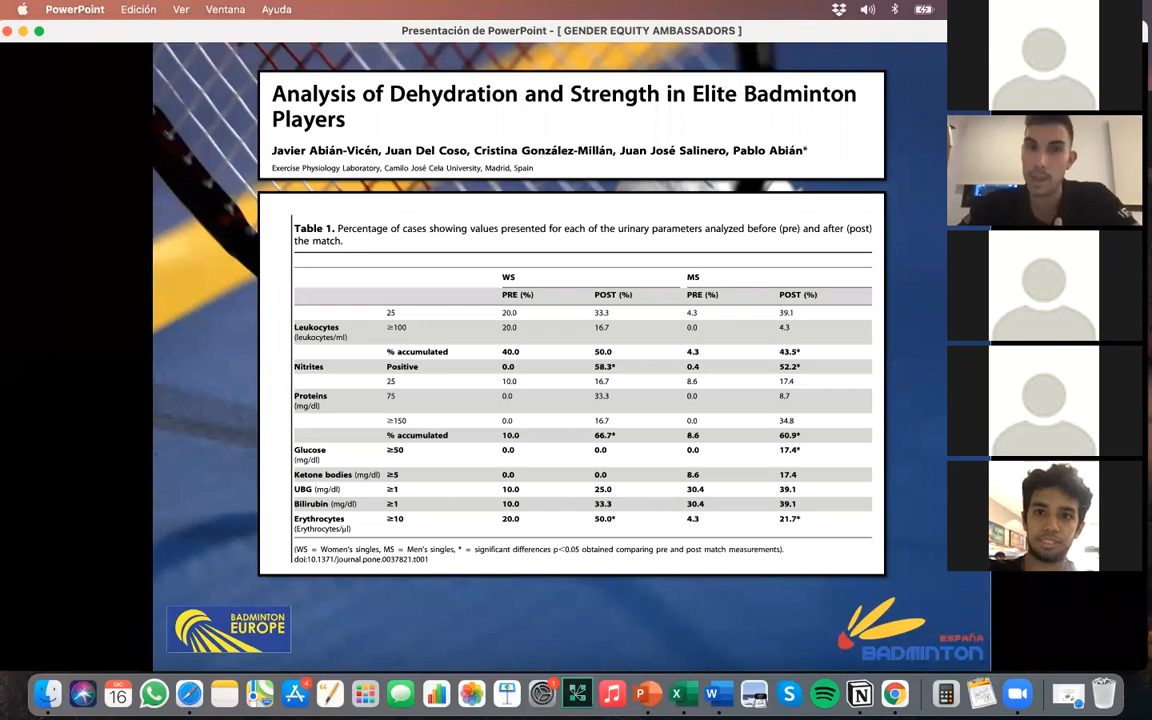 PowerPoint Edición Ver Ventana Ayuda
Presentación de PowerPoint - [ GENDER EQUITY AMBASSADORS ]
Analysis of Dehydration and Strength in Elite Badminton
Players
Javier Abián-Vicén, Juan Del Coso, Cristina González-Millán, Juan José Salinero, Pablo Abián*
Exercise Physiology Laboratory, Camilo José Cela University, Madrid, Spain
Table 1. Percentage of cases showing values presented for each of the urinary parameters analyzed before (pre) and after (post)
the match.
WS MS
PRE (%) POST (%) PRE (%) POST (%)
25 20.0 33.3 4.3 39.1
Leukocytes ≥100 20.0 16.7 0.0 4.3
(leukocytes/ml)
% accumulated 40.0 50.0 4.3 43.5*
Nitrites Positive 0.0 58.3* 0.4 52.2*
25 10.0 16.7 8.6 17.4
Proteins 75 0.0 33.3 0.0 8.7
(mg/dl)
≥150 0.0 16.7 0.0 34.8
% accumulated 10.0 66.7* 8.6 60.9*
Glucose ≥50 0.0 0.0 0.0 17.4*
(mg/dl)
Ketone bodies (mg/dl) ≥5 0.0 0.0 8.6 17.4
UBG (mg/dl) ≥1 10.0 25.0 30.4 39.1
Bilirubin (mg/dl) ≥1 10.0 33.3 30.4 39.1
Erythrocytes ≥10 20.0 50.0* 4.3 21.7*
(Erythrocytes/µl)
(WS = Women's singles, MS = Men's singles, * = significant differences p<0.05 obtained comparing pre and post match measurements).
doi:10.1371/journal.pone.0037821.t001
BADMINTON
EUROPE
ESPAÑA
BADMINTON
DIC
16
4
1